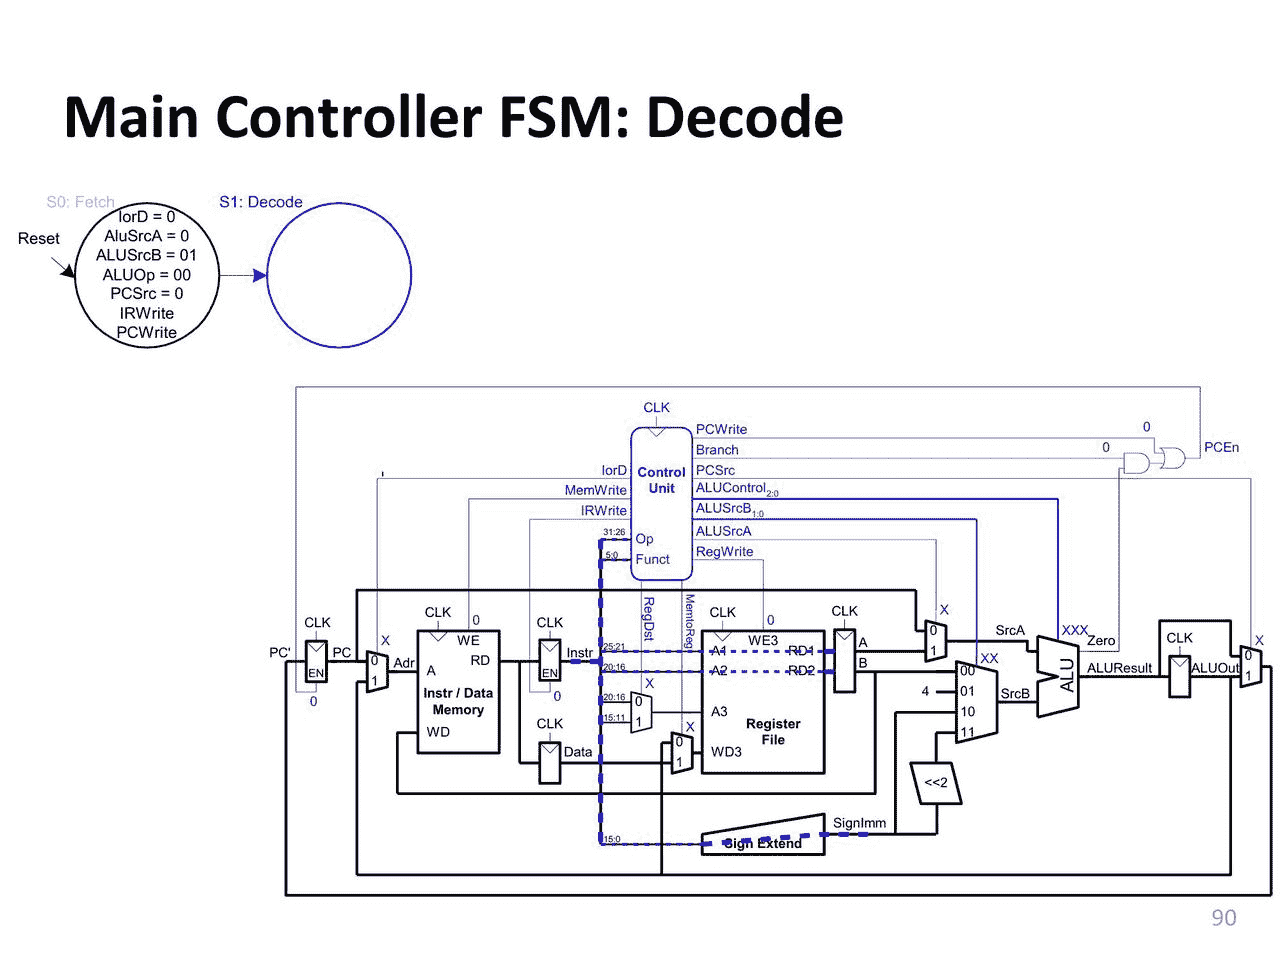 Main Controller FSM: Decode
S0: Fetch
S1: Decode
Reset
IorD = 0
AluSrcA = 0
ALUSrcB = 01
ALUOp = 00
PCSrc = 0
IRWrite
PCWrite
CLK
PCWrite
0
Branch
0
PCEn
IorD
Control
Unit
PCSrc
MemWrite
ALUControl2:0
IRWrite
ALUSrcB1:0
31:26
Op
ALUSrcA
5:0
Funct
RegWrite
RegDst
MemtoReg
CLK
CLK
0
CLK
CLK
0
CLK
X
XXX
X
PC'
PC
EN
0
X
0
1
Adr
WE
A
RD
Instr / Data
Memory
WD
EN
0
Instr
25:21
A1
WE3
RD1
20:16
A2
RD2
A
B
0
1
SrcA
Zero
CLK
0
1
ALU
ALUResult
ALUOut
XX
00
4
01
SrcB
10
11
20:16
X
0
15:11
1
A3
Register
File
CLK
Data
X
0
1
WD3
<<2
15:0
Sign Extend
SignImm
90